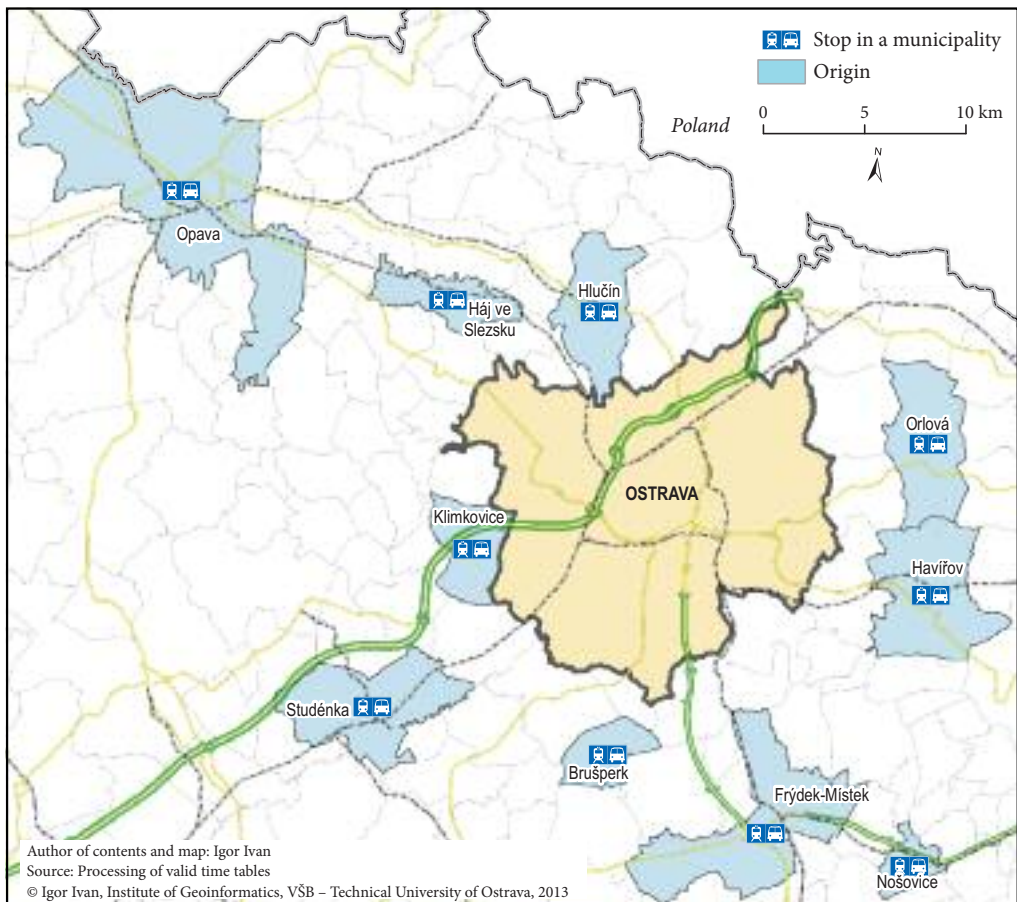 Stop in a municipality
Origin
0 5 10 km
Poland
N
Opava
Háj ve
Slezsku
Hlučín
Orlová
OSTRAVA
Klimkovice
Havířov
Studénka
Brušperk
Frýdek-Místek
Nošovice
Author of contents and map: Igor Ivan
Source: Processing of valid time tables
© Igor Ivan, Institute of Geoinformatics, VŠB – Technical University of Ostrava, 2013